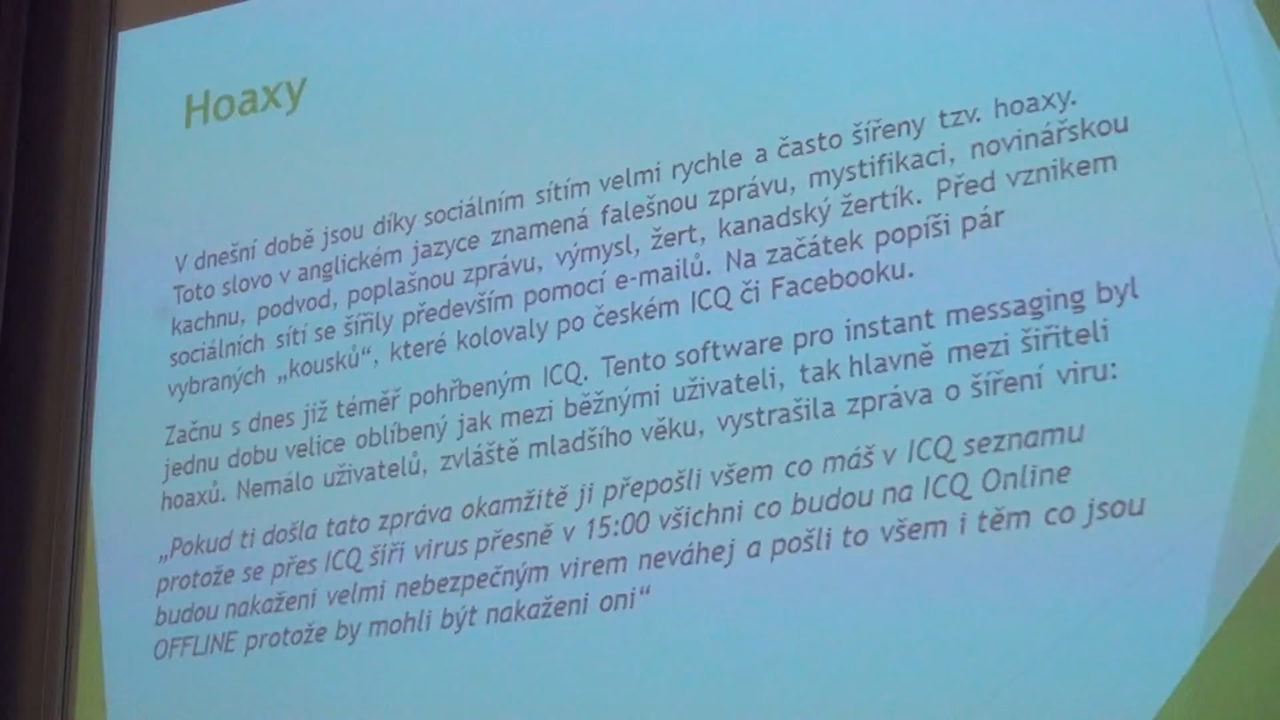 Hoaxy
V dnešní době jsou díky sociálním sítím velmi rychle a často šířeny tzv. hoaxy.
Toto slovo v anglickém jazyce znamená falešnou zprávu, mystifikaci, novinářskou
kachnu, podvod, poplašnou zprávu, výmysl, žert, kanadský žertík. Před vznikem
sociálních sítí se šířily především pomocí e-mailů. Na začátek popíši pár
vybraných „kousků“, které kolovaly po českém ICQ či Facebooku.
Začnu s dnes již téměř pohřbeným ICQ. Tento software pro instant messaging byl
jednu dobu velice oblíbený jak mezi běžnými uživateli, tak hlavně mezi šiřiteli
hoaxů. Nemálo uživatelů, zvláště mladšího věku, vystrašila zpráva o šíření viru:
„Pokud ti došla tato zpráva okamžitě ji přepošli všem co máš v ICQ seznamu
protože se přes ICQ šíří virus přesně v 15:00 všichni co budou na ICQ Online
budou nakaženi velmi nebezpečným virem neváhej a pošli to všem i těm co jsou
OFFLINE protože by mohli být nakaženi oni“